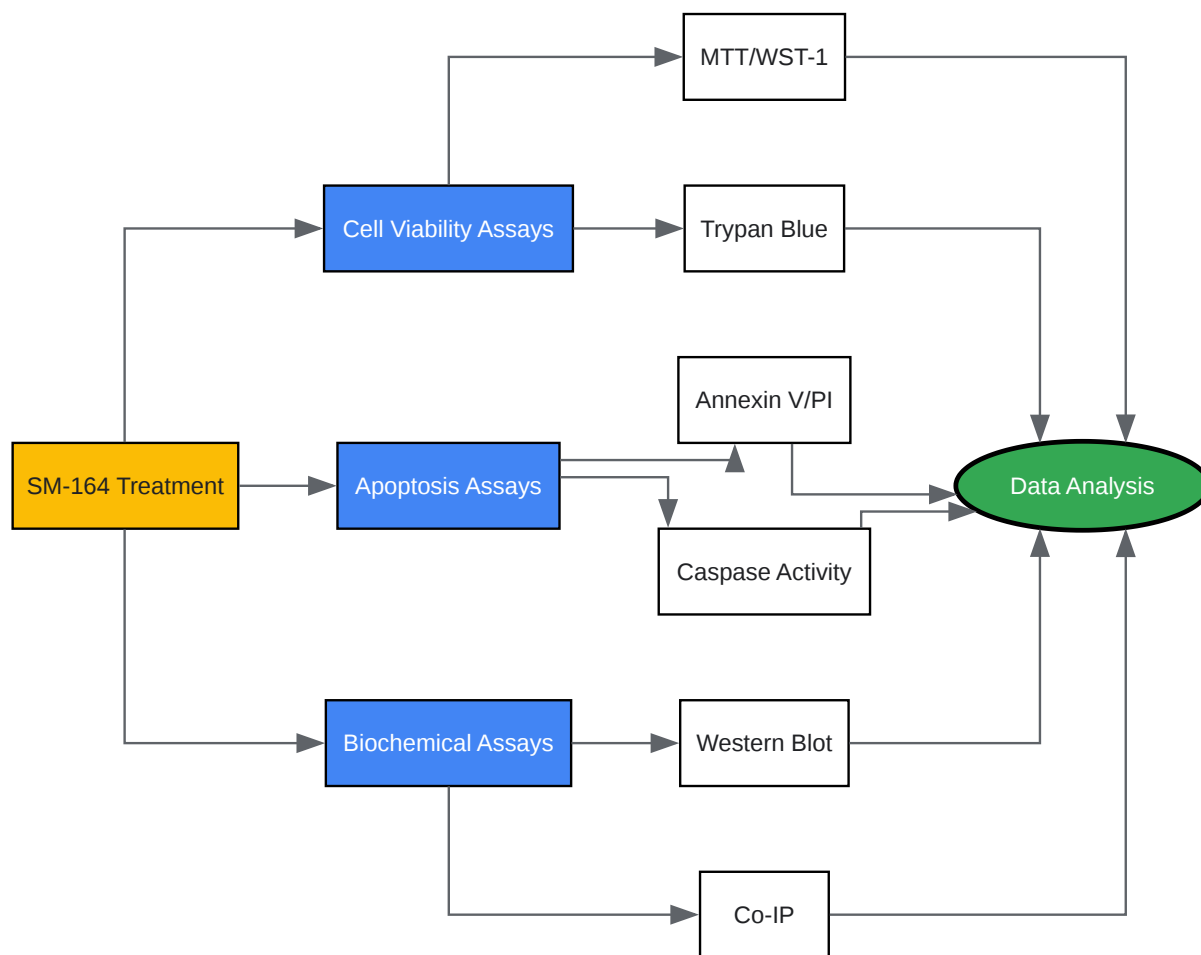 MTT/WST-1
Cell Viability Assays
Trypan Blue
Annexin V/PI
SM-164 Treatment
Apoptosis Assays
Data Analysis
Caspase Activity
Biochemical Assays
Western Blot
Co-IP